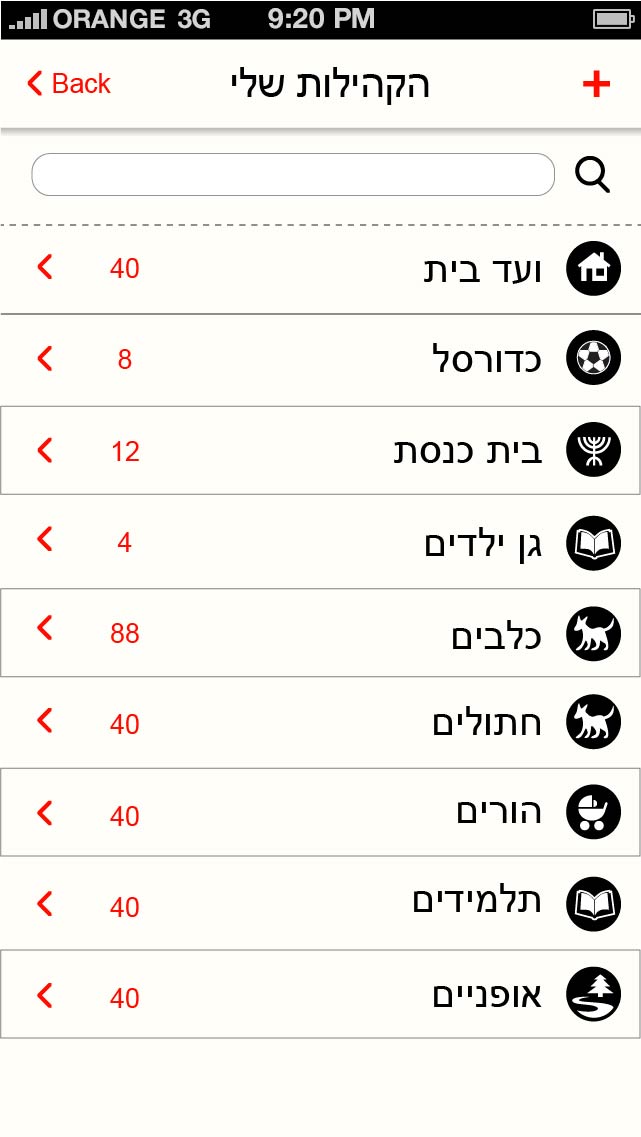 ORANGE 3G 9:20 PM
Back הקהילות שלי +
ועד בית 40
כדורסל 8
בית כנסת 12
גן ילדים 4
כלבים 88
חתולים 40
הורים 40
תלמידים 40
אופניים 40